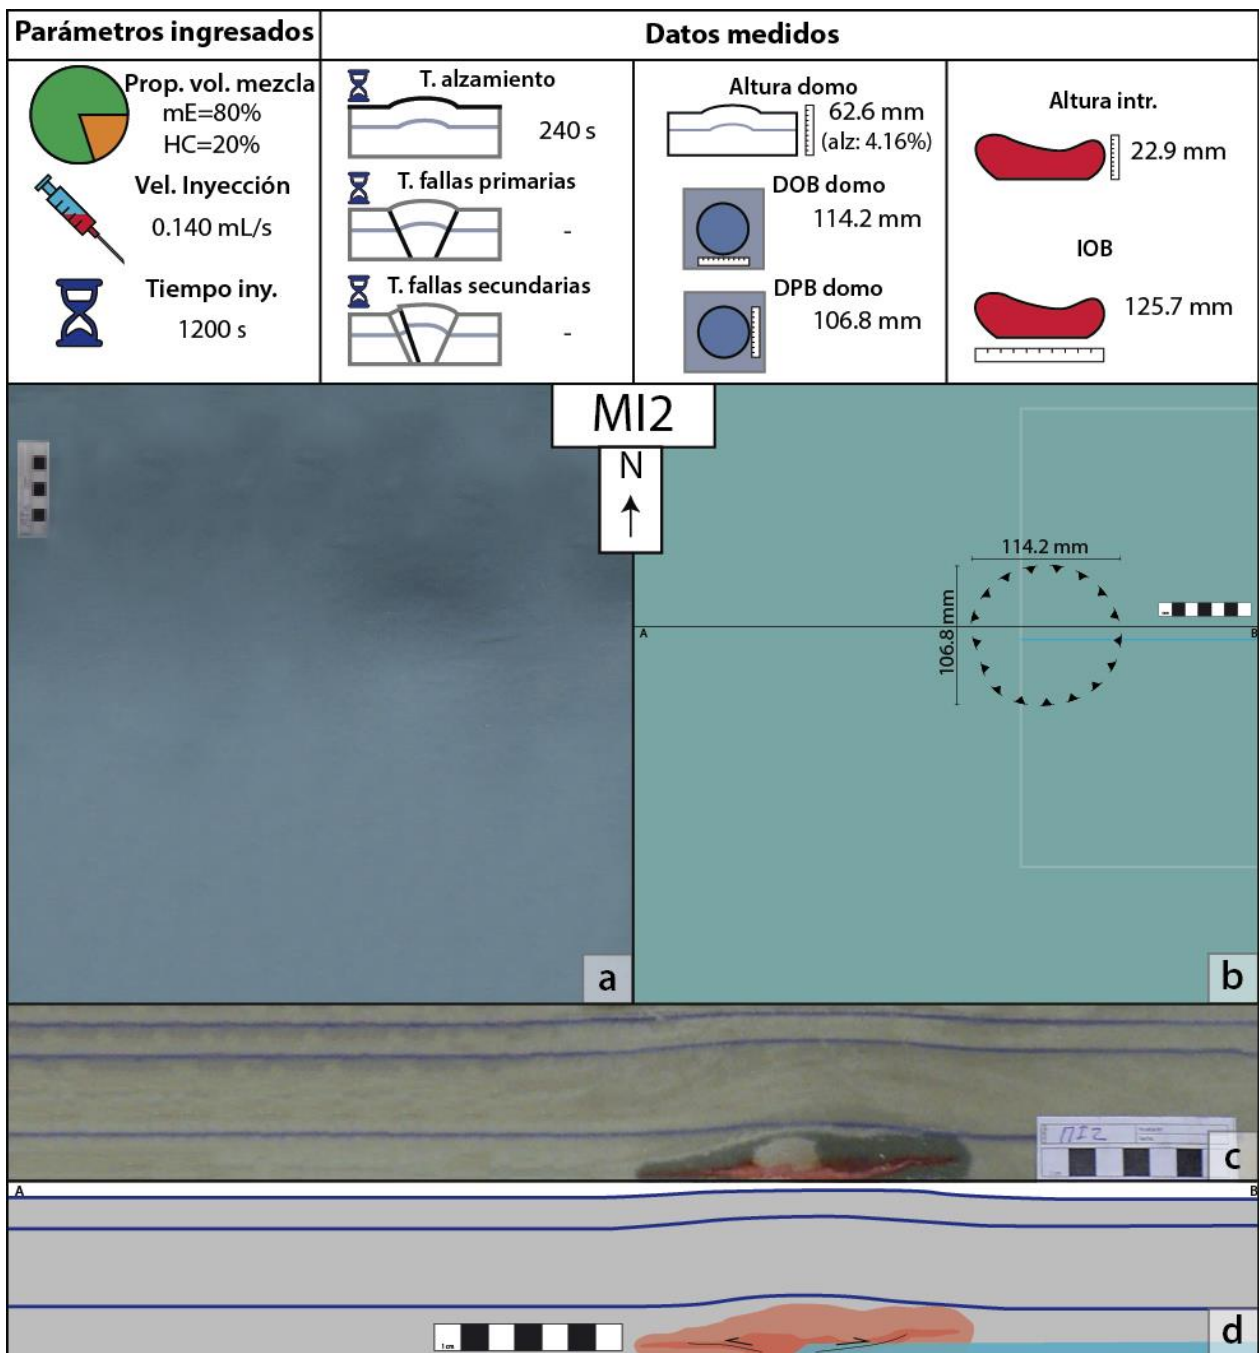 Parámetros ingresados
Datos medidos
Prop. vol. mezcla
mE=80%
HC=20%
Vel. Inyección
0.140 mL/s
Tiempo iny.
1200 s
T. alzamiento
240 s
T. fallas primarias
-
T. fallas secundarias
-
Altura domo
62.6 mm
(alz: 4.16%)
DOB domo
114.2 mm
DPB domo
106.8 mm
Altura intr.
22.9 mm
IOB
125.7 mm
MI2
N
114.2 mm
106.8 mm
A
B
a
b
MI2
c
A
B
1 cm
d